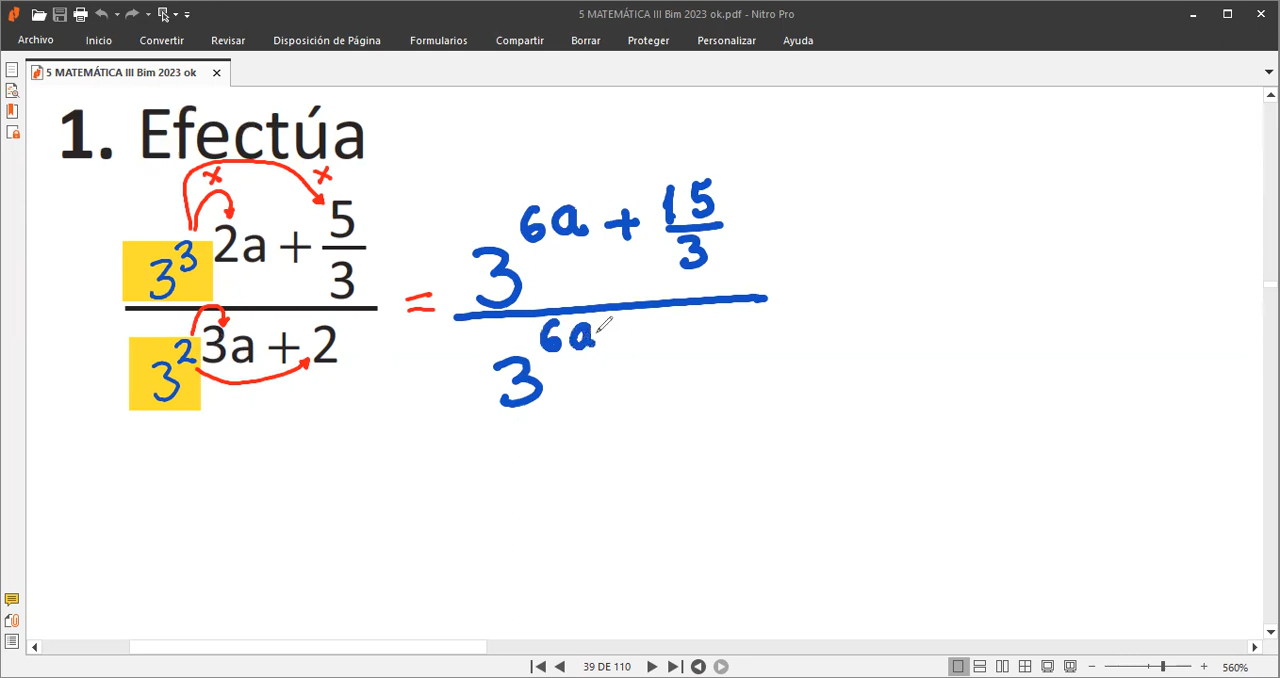 5 MATEMÁTICA III Bim 2023 ok.pdf - Nitro Pro
Archivo Inicio Convertir Revisar Disposición de Página Formularios Compartir Borrar Proteger Personalizar Ayuda
5 MATEMÁTICA III Bim 2023 ok ×
1. Efectúa
x x
3^3 2a + 5/3
3^2 3a + 2
=
3^6a + 15/3
3^6a
39 DE 110
560%